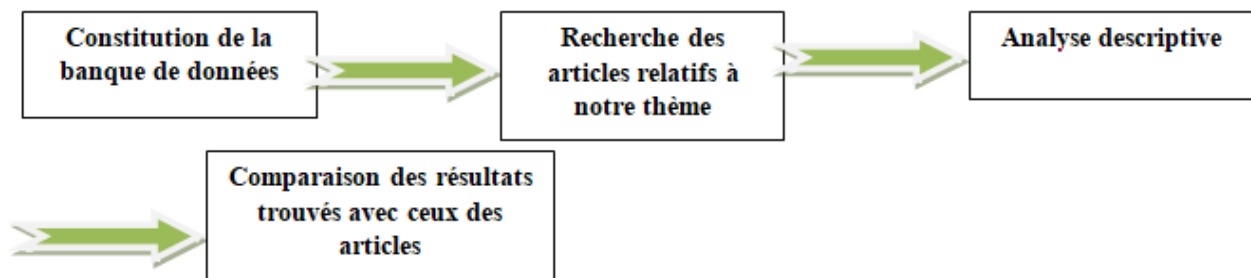 Constitution de la
banque de données
Recherche des
articles relatifs à
notre thème
Analyse descriptive
Comparaison des résultats
trouvés avec ceux des
articles